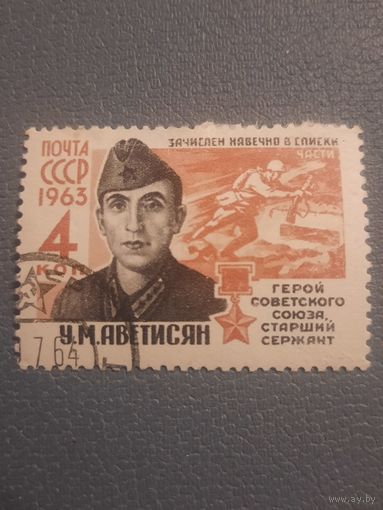 ЗАЧИСЛЕН НАВЕЧНО В СПИСКИ
ЧАСТИ
ПОЧТА
СССР
1963
4
КОП
У.М.АВЕТИСЯН
ГЕРОЙ
СОВЕТСКОГО
СОЮЗА,
СТАРШИЙ
СЕРЖАНТ
7 64
www.ay.by